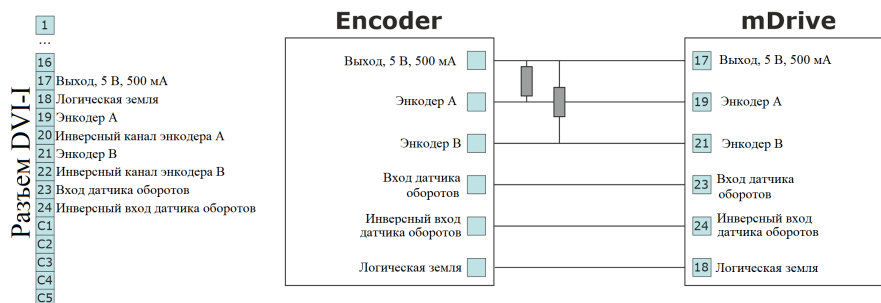 Разъем DVI-I
1
...
16
17 Выход, 5 В, 500 мА
18 Логическая земля
19 Энкодер А
20 Инверсный канал энкодера А
21 Энкодер В
22 Инверсный канал энкодера В
23 Вход датчика оборотов
24 Инверсный вход датчика оборотов
C1
C2
C3
C4
C5
Encoder
Выход, 5 В, 500 мА
Энкодер А
Энкодер В
Вход датчика
оборотов
Инверсный вход
датчика оборотов
Логическая земля
mDrive
17 Выход, 5 В, 500 мА
19 Энкодер А
21 Энкодер В
23 Вход датчика
оборотов
24 Инверсный вход
датчика оборотов
18 Логическая земля